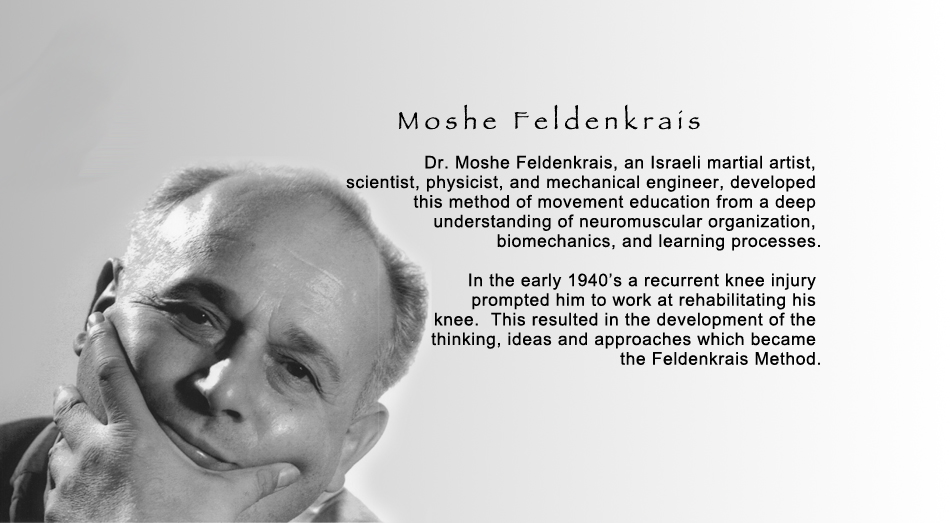 Moshe Feldenkrais
Dr. Moshe Feldenkrais, an Israeli martial artist,
scientist, physicist, and mechanical engineer, developed
this method of movement education from a deep
understanding of neuromuscular organization,
biomechanics, and learning processes.
In the early 1940’s a recurrent knee injury
prompted him to work at rehabilitating his
knee.  This resulted in the development of the
thinking, ideas and approaches which became
the Feldenkrais Method.